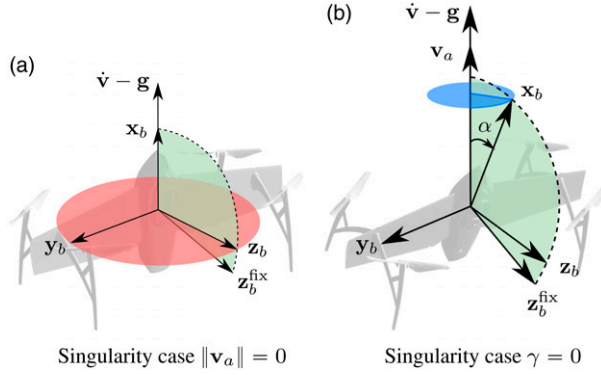 (a)
v̇ − g
x_b
y_b
z_b
z_b^fix
Singularity case ‖v_a‖ = 0
(b)
v̇ − g
v_a
x_b
α
y_b
z_b
z_b^fix
Singularity case γ = 0